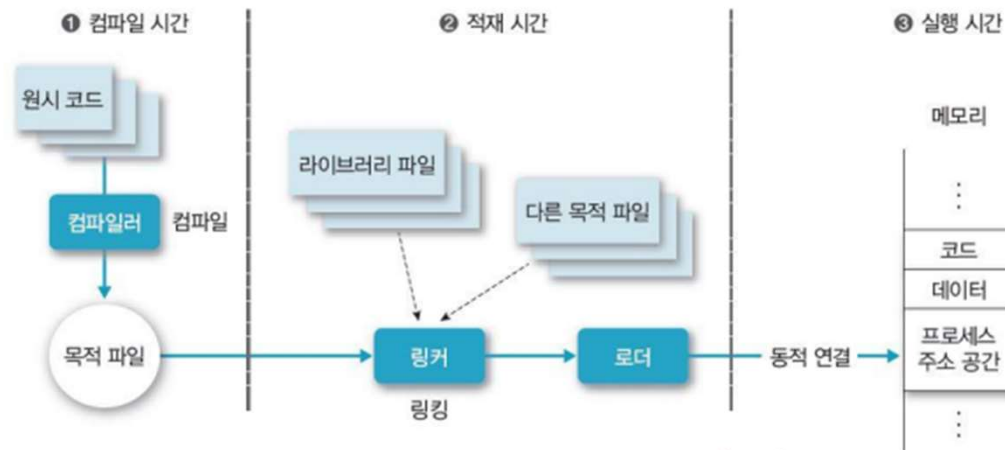 ❶ 컴파일 시간
❷ 적재 시간
❸ 실행 시간
원시 코드
컴파일러
컴파일
목적 파일
라이브러리 파일
다른 목적 파일
링커
링킹
로더
동적 연결
메모리
코드
데이터
프로세스
주소 공간